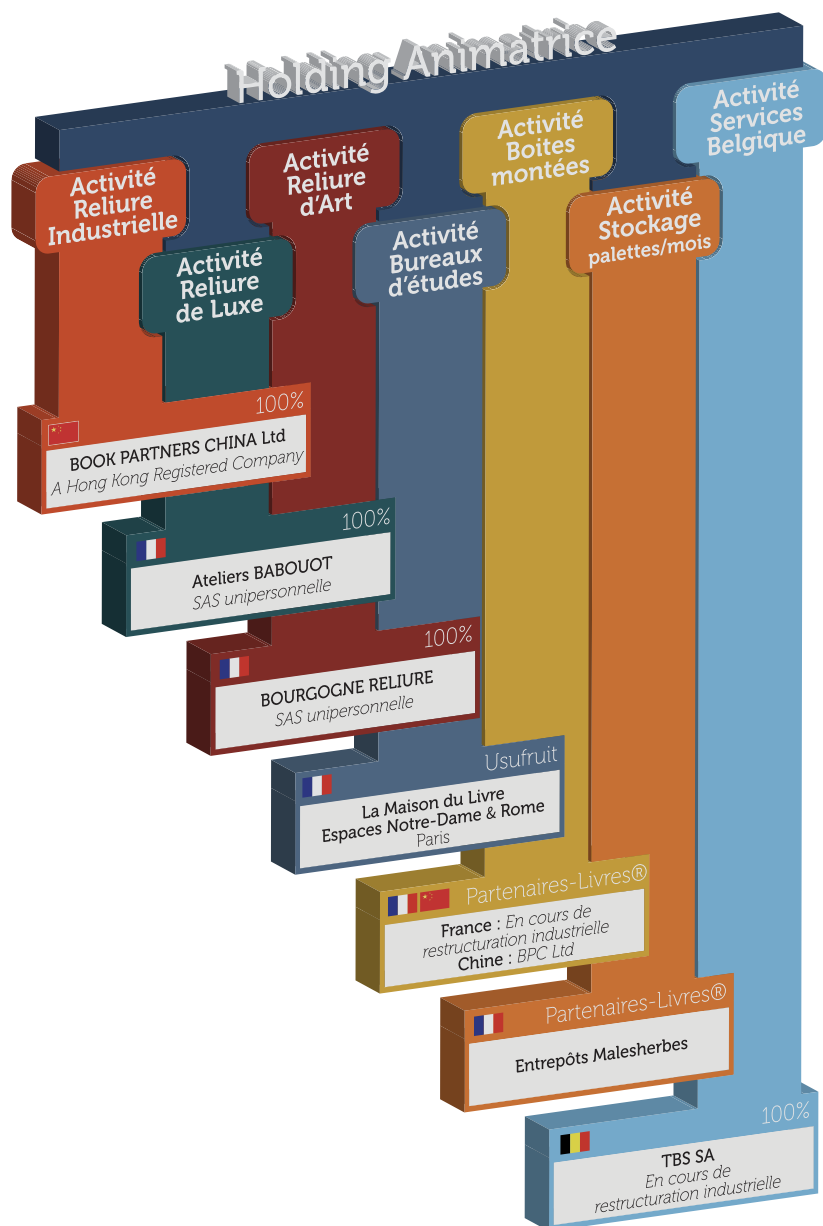 Holding Animatrice
Activité
Reliure
Industrielle
Activité
Reliure
de Luxe
Activité
Reliure
d'Art
Activité
Bureaux
d'études
Activité
Boites
montées
Activité
Stockage
palettes/mois
Activité
Services
Belgique
100%
BOOK PARTNERS CHINA Ltd
A Hong Kong Registered Company
100%
Ateliers BABOUOT
SAS unipersonnelle
100%
BOURGOGNE RELIURE
SAS unipersonnelle
Usufruit
La Maison du Livre
Espaces Notre-Dame & Rome
Paris
Partenaires-Livres®
France : En cours de
restructuration industrielle
Chine : BPC Ltd
Partenaires-Livres®
Entrepôts Malesherbes
100%
TBS SA
En cours de
restructuration industrielle